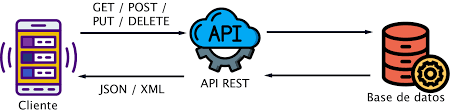 GET / POST /
PUT / DELETE
API
JSON / XML
API REST
Cliente
Base de datos